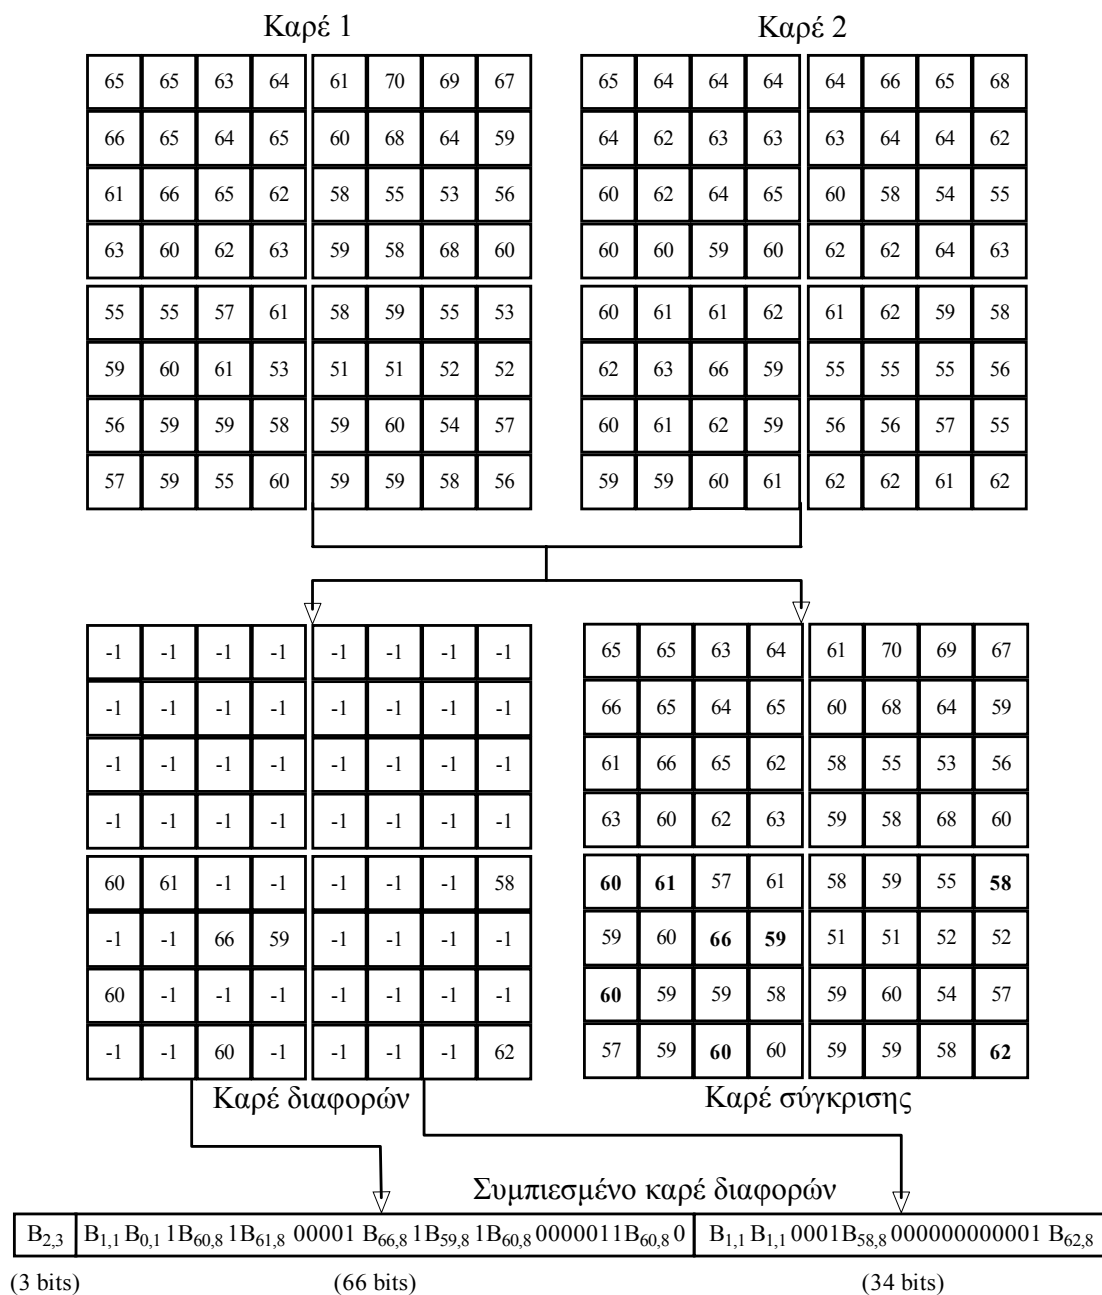 Καρέ 1 Καρέ 2
65 65 63 64 61 70 69 67 65 64 64 64 64 66 65 68
66 65 64 65 60 68 64 59 64 62 63 63 63 64 64 62
61 66 65 62 58 55 53 56 60 62 64 65 60 58 54 55
63 60 62 63 59 58 68 60 60 60 59 60 62 62 64 63
55 55 57 61 58 59 55 53 60 61 61 62 61 62 59 58
59 60 61 53 51 51 52 52 62 63 66 59 55 55 55 56
56 59 59 58 59 60 54 57 60 61 62 59 56 56 57 55
57 59 55 60 59 59 58 56 59 59 60 61 62 62 61 62
-1 -1 -1 -1 -1 -1 -1 -1 65 65 63 64 61 70 69 67
-1 -1 -1 -1 -1 -1 -1 -1 66 65 64 65 60 68 64 59
-1 -1 -1 -1 -1 -1 -1 -1 61 66 65 62 58 55 53 56
-1 -1 -1 -1 -1 -1 -1 -1 63 60 62 63 59 58 68 60
60 61 -1 -1 -1 -1 -1 58 60 61 57 61 58 59 55 58
-1 -1 66 59 -1 -1 -1 -1 59 60 66 59 51 51 52 52
60 -1 -1 -1 -1 -1 -1 -1 60 59 59 58 59 60 54 57
-1 -1 60 -1 -1 -1 -1 62 57 59 60 60 59 59 58 62
Καρέ διαφορών Καρέ σύγκρισης
Συμπιεσμένο καρέ διαφορών
B2,3 B1,1 B0,1 1B60,8 1B61,8 00001 B66,8 1B59,8 1B60,8 0000011B60,8 0 B1,1 B1,1 0001B58,8 000000000001 B62,8
(3 bits) (66 bits) (34 bits)